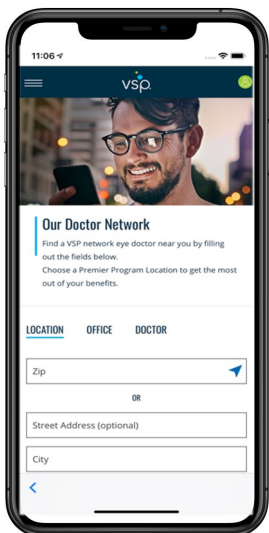 11:06
vsp
Our Doctor Network
Find a VSP network eye doctor near you by filling
out the fields below.
Choose a Premier Program Location to get the most
out of your benefits.
LOCATION OFFICE DOCTOR
Zip
OR
Street Address (optional)
City